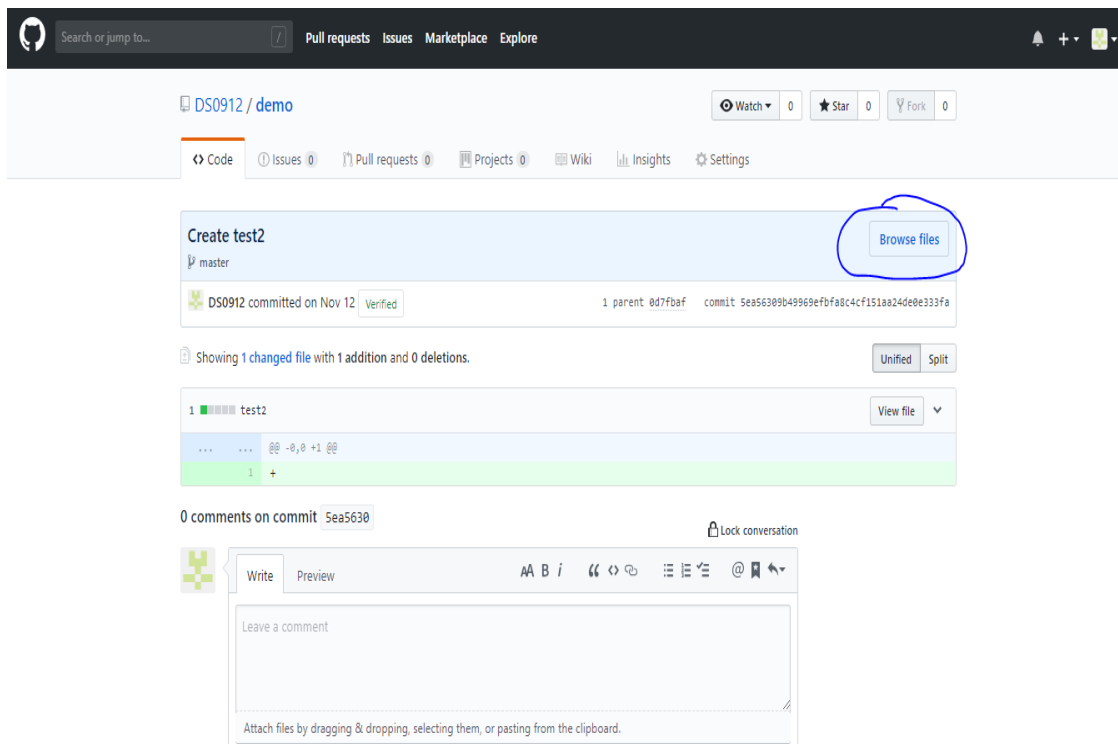 Search or jump to... / Pull requests Issues Marketplace Explore
DS0912 / demo Watch 0 Star 0 Fork 0
Code Issues 0 Pull requests 0 Projects 0 Wiki Insights Settings
Create test2 Browse files
master
DS0912 committed on Nov 12 Verified 1 parent 0d7fbaf commit 5ea56309b49969efbfa8c4cf151aa24de0e333fa
Showing 1 changed file with 1 addition and 0 deletions. Unified Split
1 test2 View file
... ... @@ -0,0 +1 @@
1 +
0 comments on commit 5ea5630
Lock conversation
Write Preview AA B i “ <> @
Leave a comment
Attach files by dragging & dropping, selecting them, or pasting from the clipboard.